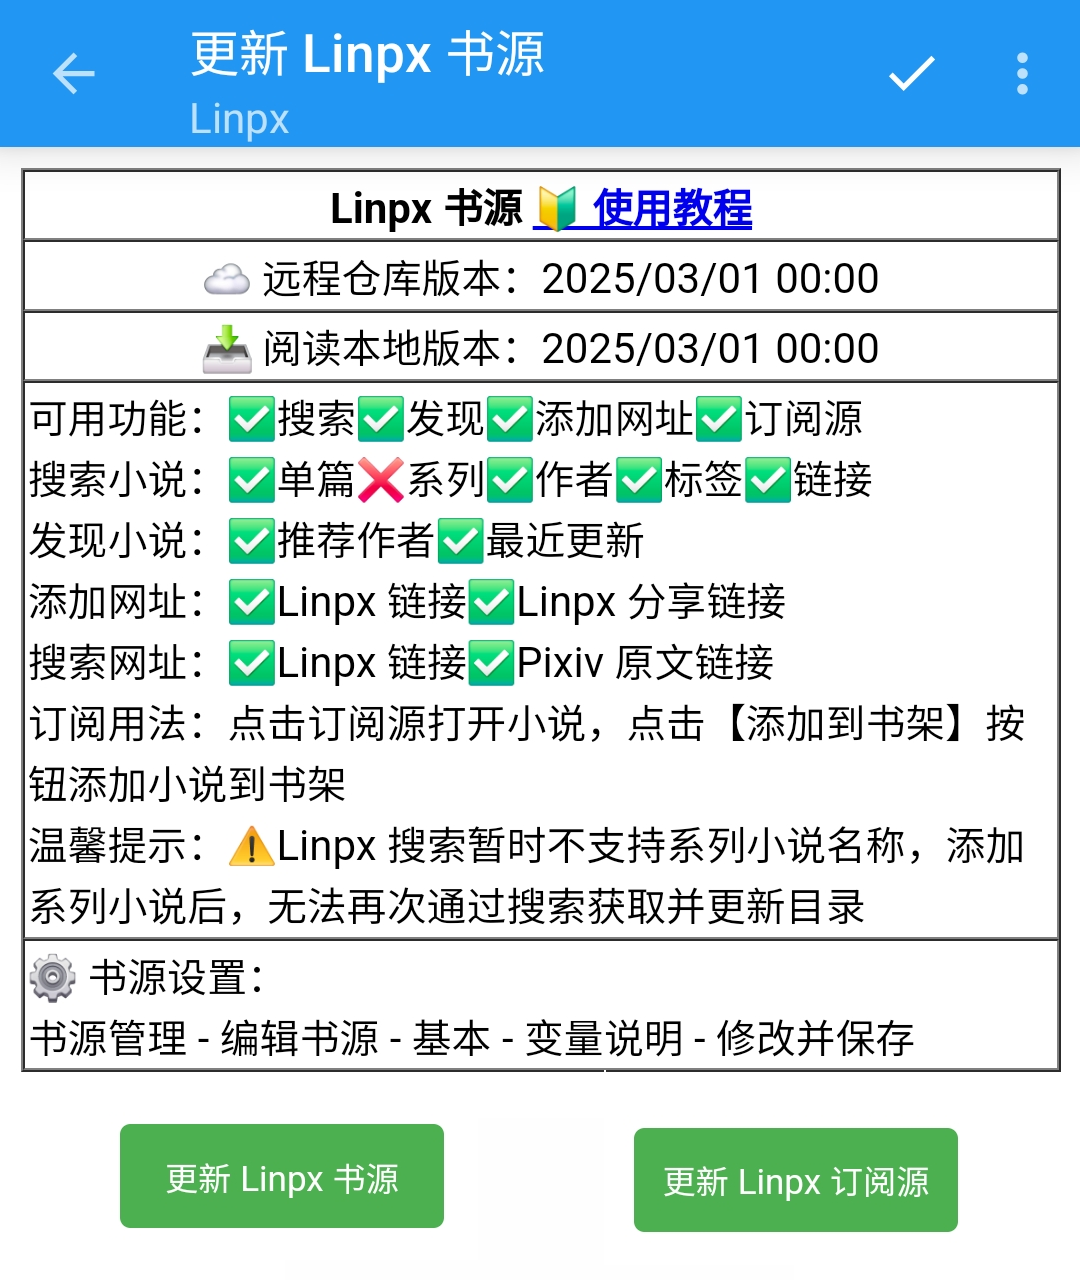 更新 Linpx 书源
Linpx
Linpx 书源 🔰 使用教程
☁️ 远程仓库版本：2025/03/01 00:00
📥 阅读本地版本：2025/03/01 00:00
可用功能：✅搜索✅发现✅添加网址✅订阅源
搜索小说：✅单篇❌系列✅作者✅标签✅链接
发现小说：✅推荐作者✅最近更新
添加网址：✅Linpx 链接✅Linpx 分享链接
搜索网址：✅Linpx 链接✅Pixiv 原文链接
订阅用法：点击订阅源打开小说，点击【添加到书架】按
钮添加小说到书架
温馨提示：⚠️Linpx 搜索暂时不支持系列小说名称，添加
系列小说后，无法再次通过搜索获取并更新目录
⚙️ 书源设置：
书源管理 - 编辑书源 - 基本 - 变量说明 - 修改并保存
更新 Linpx 书源
更新 Linpx 订阅源